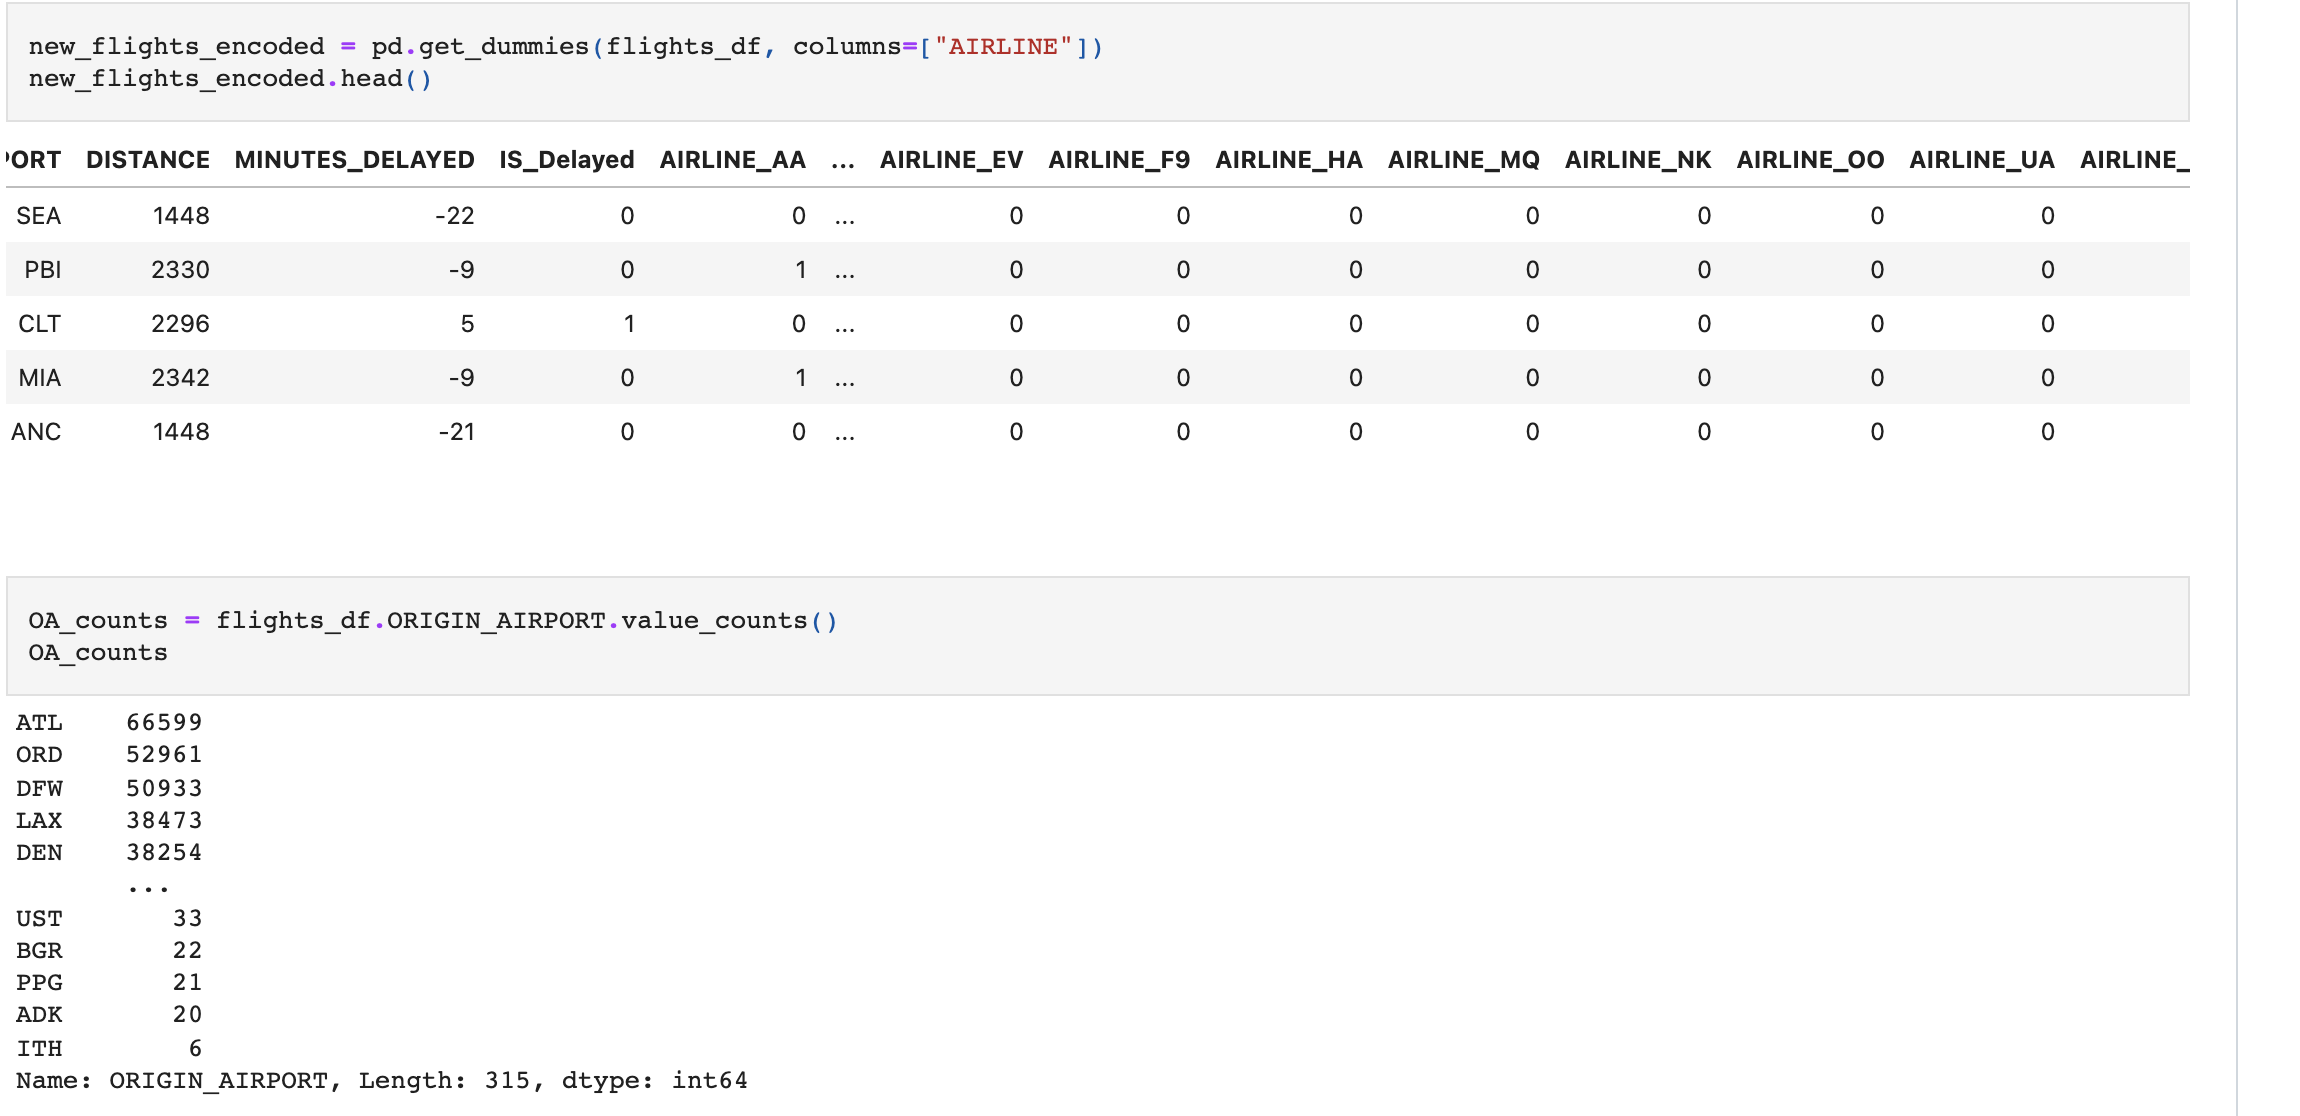 new_flights_encoded = pd.get_dummies(flights_df, columns=["AIRLINE"])
new_flights_encoded.head()
PORT DISTANCE MINUTES_DELAYED IS_Delayed AIRLINE_AA ... AIRLINE_EV AIRLINE_F9 AIRLINE_HA AIRLINE_MQ AIRLINE_NK AIRLINE_OO AIRLINE_UA AIRLINE_
SEA 1448 -22 0 0 ... 0 0 0 0 0 0 0
PBI 2330 -9 0 1 ... 0 0 0 0 0 0 0
CLT 2296 5 1 0 ... 0 0 0 0 0 0 0
MIA 2342 -9 0 1 ... 0 0 0 0 0 0 0
ANC 1448 -21 0 0 ... 0 0 0 0 0 0 0
OA_counts = flights_df.ORIGIN_AIRPORT.value_counts()
OA_counts
ATL 66599
ORD 52961
DFW 50933
LAX 38473
DEN 38254
...
UST 33
BGR 22
PPG 21
ADK 20
ITH 6
Name: ORIGIN_AIRPORT, Length: 315, dtype: int64